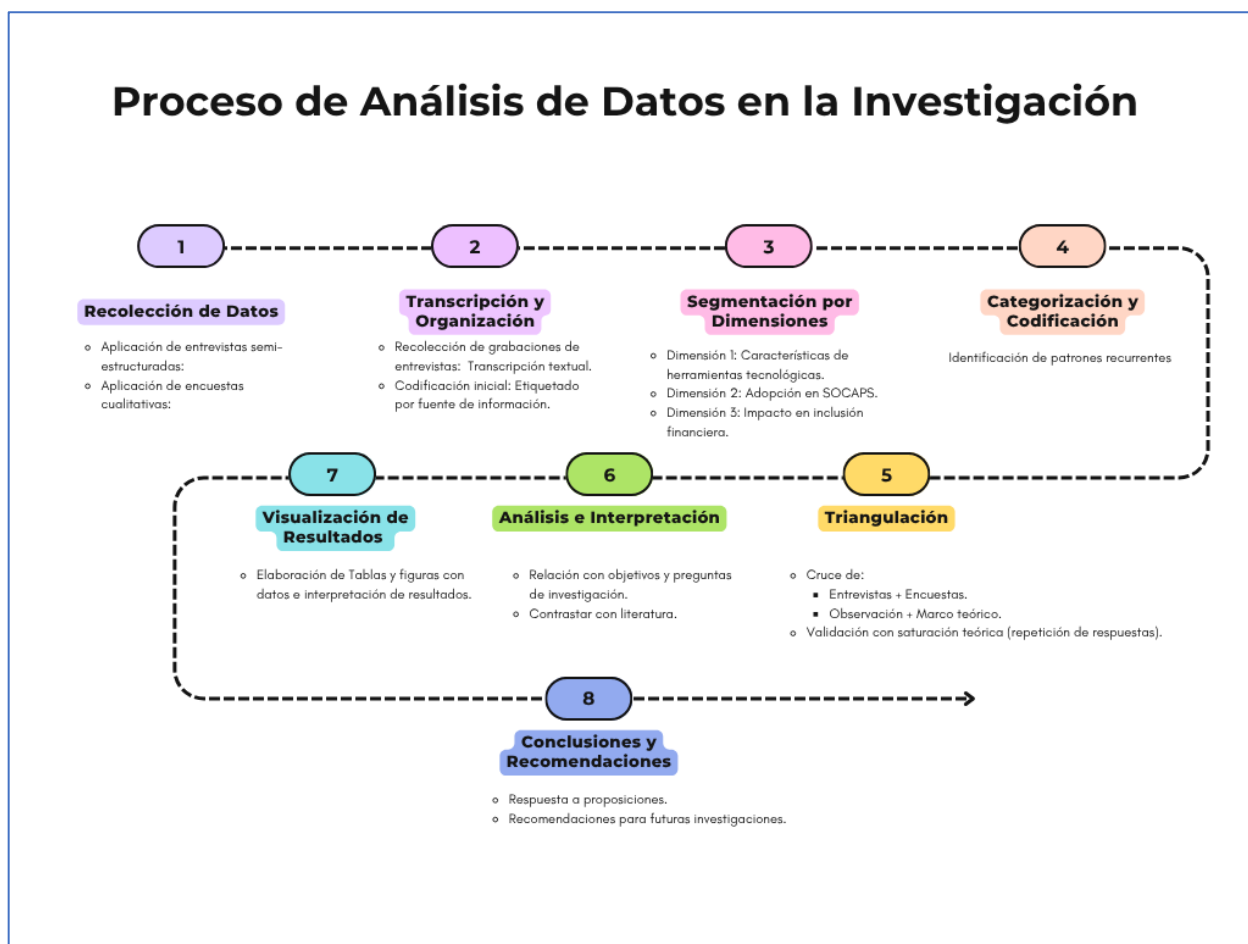 Proceso de Análisis de Datos en la Investigación
1
Recolección de Datos
Aplicación de entrevistas semi-
estructuradas:
Aplicación de encuestas
cualitativas:
2
Transcripción y
Organización
Recolección de grabaciones de
entrevistas: Transcripción textual.
Codificación inicial: Etiquetado
por fuente de información.
3
Segmentación por
Dimensiones
Dimensión 1: Características de
herramientas tecnológicas.
Dimensión 2: Adopción en SOCAPS.
Dimensión 3: Impacto en inclusión
financiera.
4
Categorización y
Codificación
Identificación de patrones recurrentes
5
Triangulación
Cruce de:
Entrevistas + Encuestas.
Observación + Marco teórico.
Validación con saturación teórica (repetición de respuestas).
6
Análisis e Interpretación
Relación con objetivos y preguntas
de investigación.
Contrastar con literatura.
7
Visualización de
Resultados
Elaboración de Tablas y figuras con
datos e interpretación de resultados.
8
Conclusiones y
Recomendaciones
Respuesta a proposiciones.
Recomendaciones para futuras investigaciones.